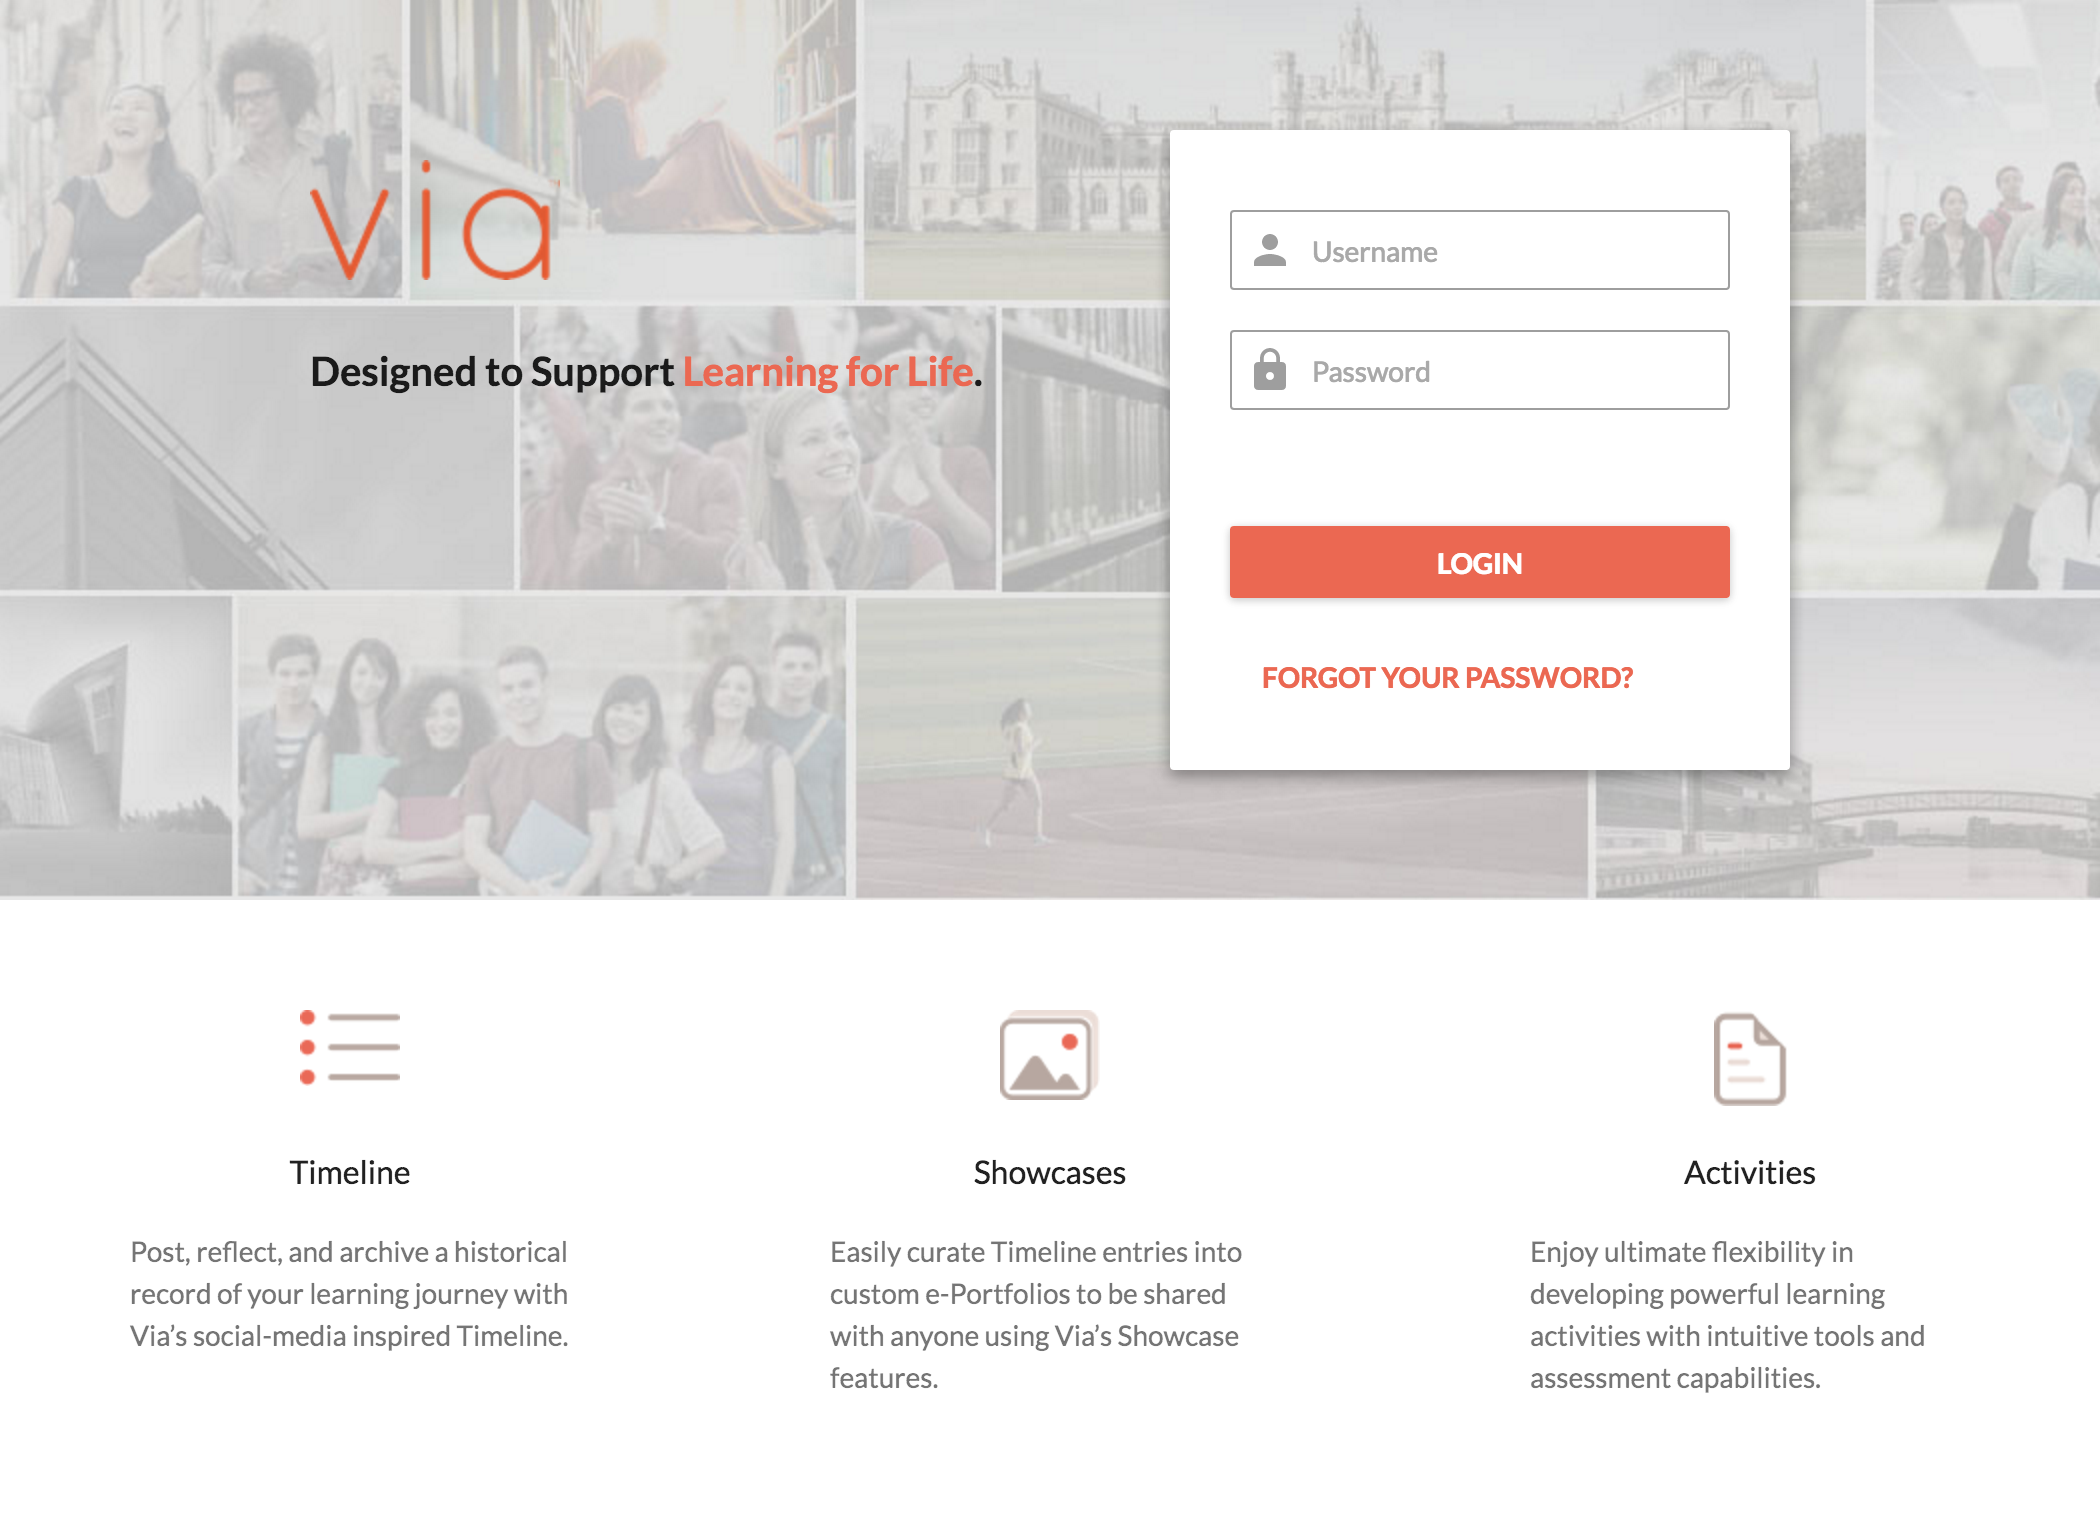 via
Designed to Support Learning for Life.
Username
Password
LOGIN
FORGOT YOUR PASSWORD?
Timeline
Post, reflect, and archive a historical
record of your learning journey with
Via’s social-media inspired Timeline.
Showcases
Easily curate Timeline entries into
custom e-Portfolios to be shared
with anyone using Via’s Showcase
features.
Activities
Enjoy ultimate flexibility in
developing powerful learning
activities with intuitive tools and
assessment capabilities.